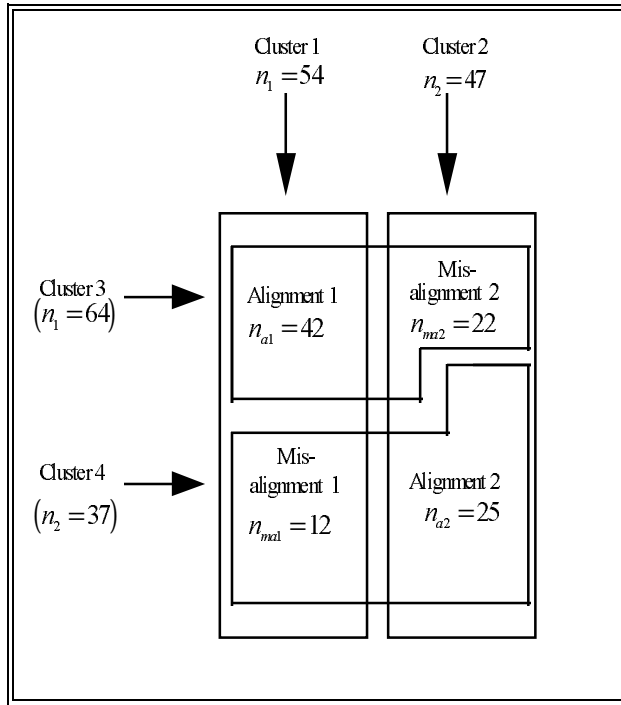 Cluster 1
n₁ = 54
Cluster 2
n₂ = 47
Cluster 3
(n₁ = 64)
Alignment 1
nₐ₁ = 42
Mis-
alignment 2
nₘₐ₂ = 22
Cluster 4
(n₂ = 37)
Mis-
alignment 1
nₘₐ₁ = 12
Alignment 2
nₐ₂ = 25